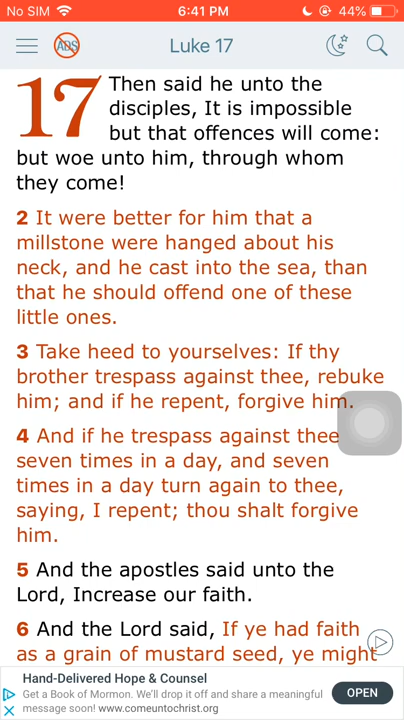 No SIM 6:41 PM 44%
ADS Luke 17
17 Then said he unto the
disciples, It is impossible
but that offences will come:
but woe unto him, through whom
they come!
2 It were better for him that a
millstone were hanged about his
neck, and he cast into the sea, than
that he should offend one of these
little ones.
3 Take heed to yourselves: If thy
brother trespass against thee, rebuke
him; and if he repent, forgive him.
4 And if he trespass against thee
seven times in a day, and seven
times in a day turn again to thee,
saying, I repent; thou shalt forgive
him.
5 And the apostles said unto the
Lord, Increase our faith.
6 And the Lord said, If ye had faith
as a grain of mustard seed, ye might
Hand-Delivered Hope & Counsel
Get a Book of Mormon. We'll drop it off and share a meaningful
message soon! www.comeuntochrist.org
OPEN